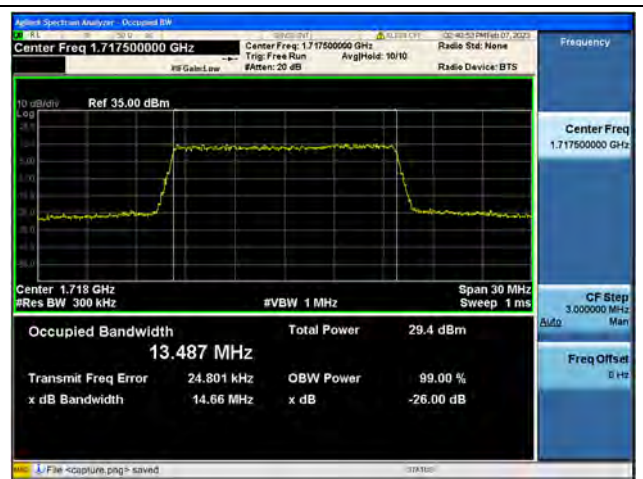 Agilent Spectrum Analyzer - Occupied BW
RL 50 Ω SENSE:INT ALIGN OFF 02:40:53 PM Feb 07, 2023
Center Freq 1.717500000 GHz
Center Freq: 1.717500000 GHz
Radio Std: None
Trig: Free Run Avg|Hold: 10/10
#IFGain:Low #Atten: 20 dB Radio Device: BTS
10 dB/div Ref 35.00 dBm
Log
Center 1.718 GHz Span 30 MHz
#Res BW 300 kHz #VBW 1 MHz Sweep 1 ms
Occupied Bandwidth Total Power 29.4 dBm
13.487 MHz
Transmit Freq Error 24.801 kHz OBW Power 99.00 %
x dB Bandwidth 14.66 MHz x dB -26.00 dB
File <capture.png> saved
STATUS
Frequency
Center Freq
1.717500000 GHz
CF Step
3.000000 MHz
Auto Man
Freq Offset
0 Hz